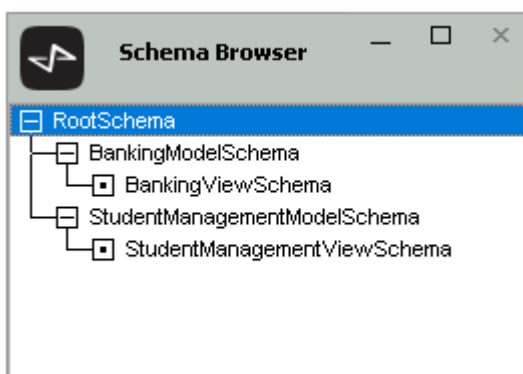 Schema Browser
RootSchema
BankingModelSchema
BankingViewSchema
StudentManagementModelSchema
StudentManagementViewSchema